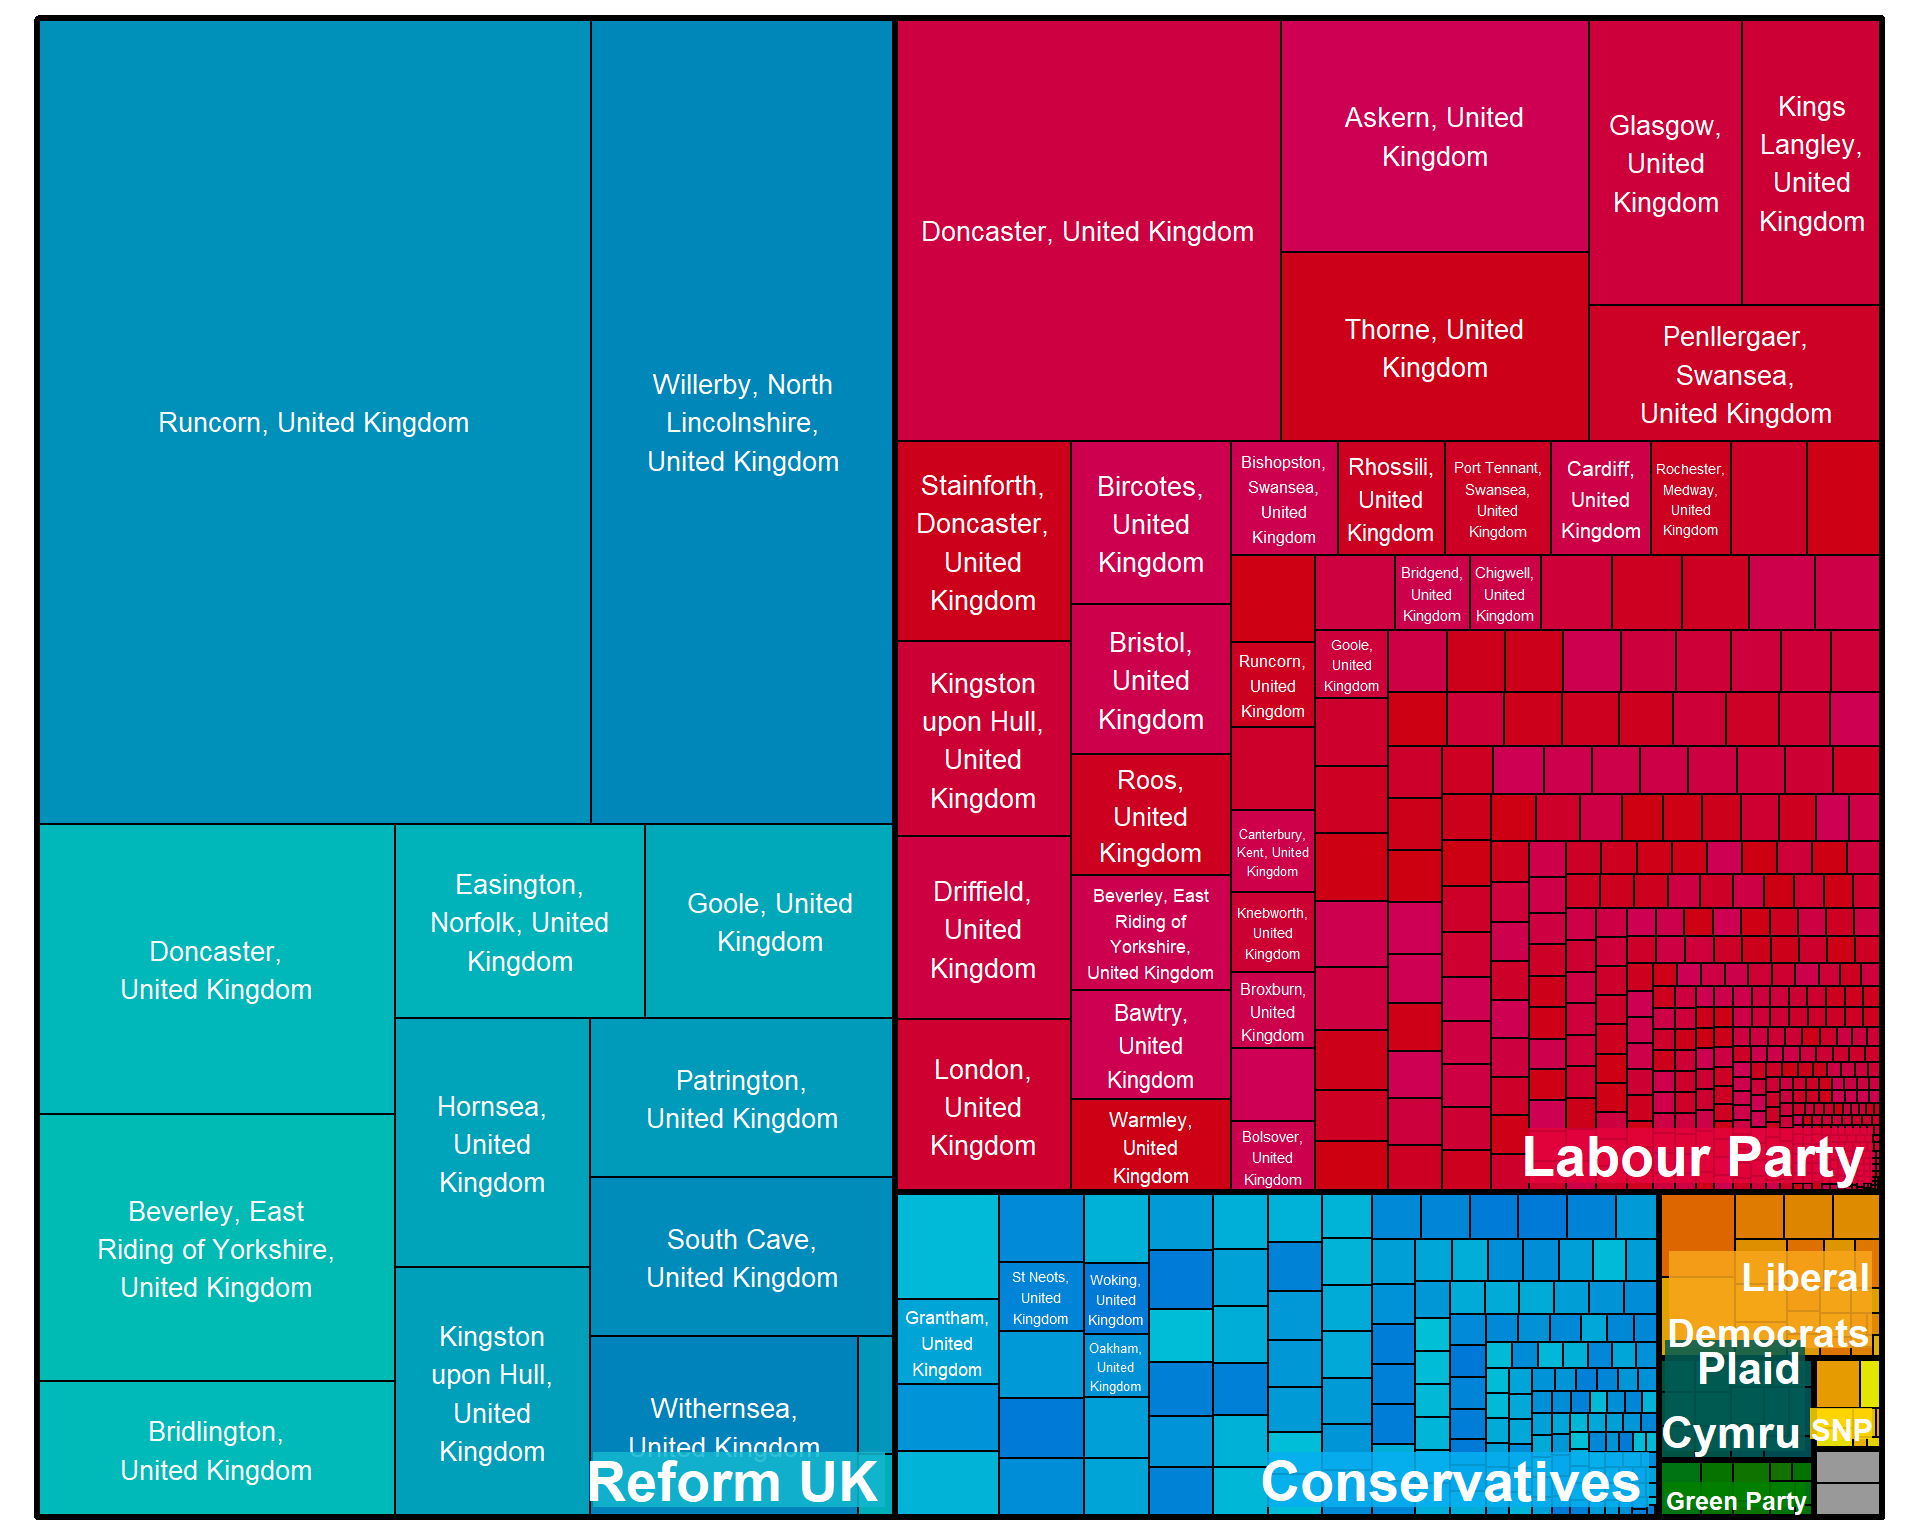 Runcorn, United Kingdom
Willerby, North
Lincolnshire,
United Kingdom
Doncaster,
United Kingdom
Beverley, East
Riding of Yorkshire,
United Kingdom
Bridlington,
United Kingdom
Easington,
Norfolk, United
Kingdom
Goole, United
Kingdom
Hornsea,
United
Kingdom
Kingston
upon Hull,
United
Kingdom
Patrington,
United Kingdom
South Cave,
United Kingdom
Withernsea,
United Kingdom
Reform UK
Doncaster, United Kingdom
Askern, United
Kingdom
Thorne, United
Kingdom
Glasgow,
United
Kingdom
Kings
Langley,
United
Kingdom
Penllergaer,
Swansea,
United Kingdom
Stainforth,
Doncaster,
United
Kingdom
Kingston
upon Hull,
United
Kingdom
Driffield,
United
Kingdom
London,
United
Kingdom
Bircotes,
United
Kingdom
Bristol,
United
Kingdom
Roos,
United
Kingdom
Beverley, East
Riding of
Yorkshire,
United Kingdom
Bawtry,
United
Kingdom
Warmley,
United
Kingdom
Bishopston,
Swansea,
United
Kingdom
Rhossili,
United
Kingdom
Port Tennant,
Swansea,
United
Kingdom
Cardiff,
United
Kingdom
Rochester,
Medway,
United
Kingdom
Bridgend,
United
Kingdom
Chigwell,
United
Kingdom
Runcorn,
United
Kingdom
Goole,
United
Kingdom
Canterbury,
Kent, United
Kingdom
Knebworth,
United
Kingdom
Broxburn,
United
Kingdom
Bolsover,
United
Kingdom
Labour Party
Grantham,
United
Kingdom
St Neots,
United
Kingdom
Woking,
United
Kingdom
Oakham,
United
Kingdom
Conservatives
Liberal
Democrats
Plaid
Cymru
SNP
Green Party